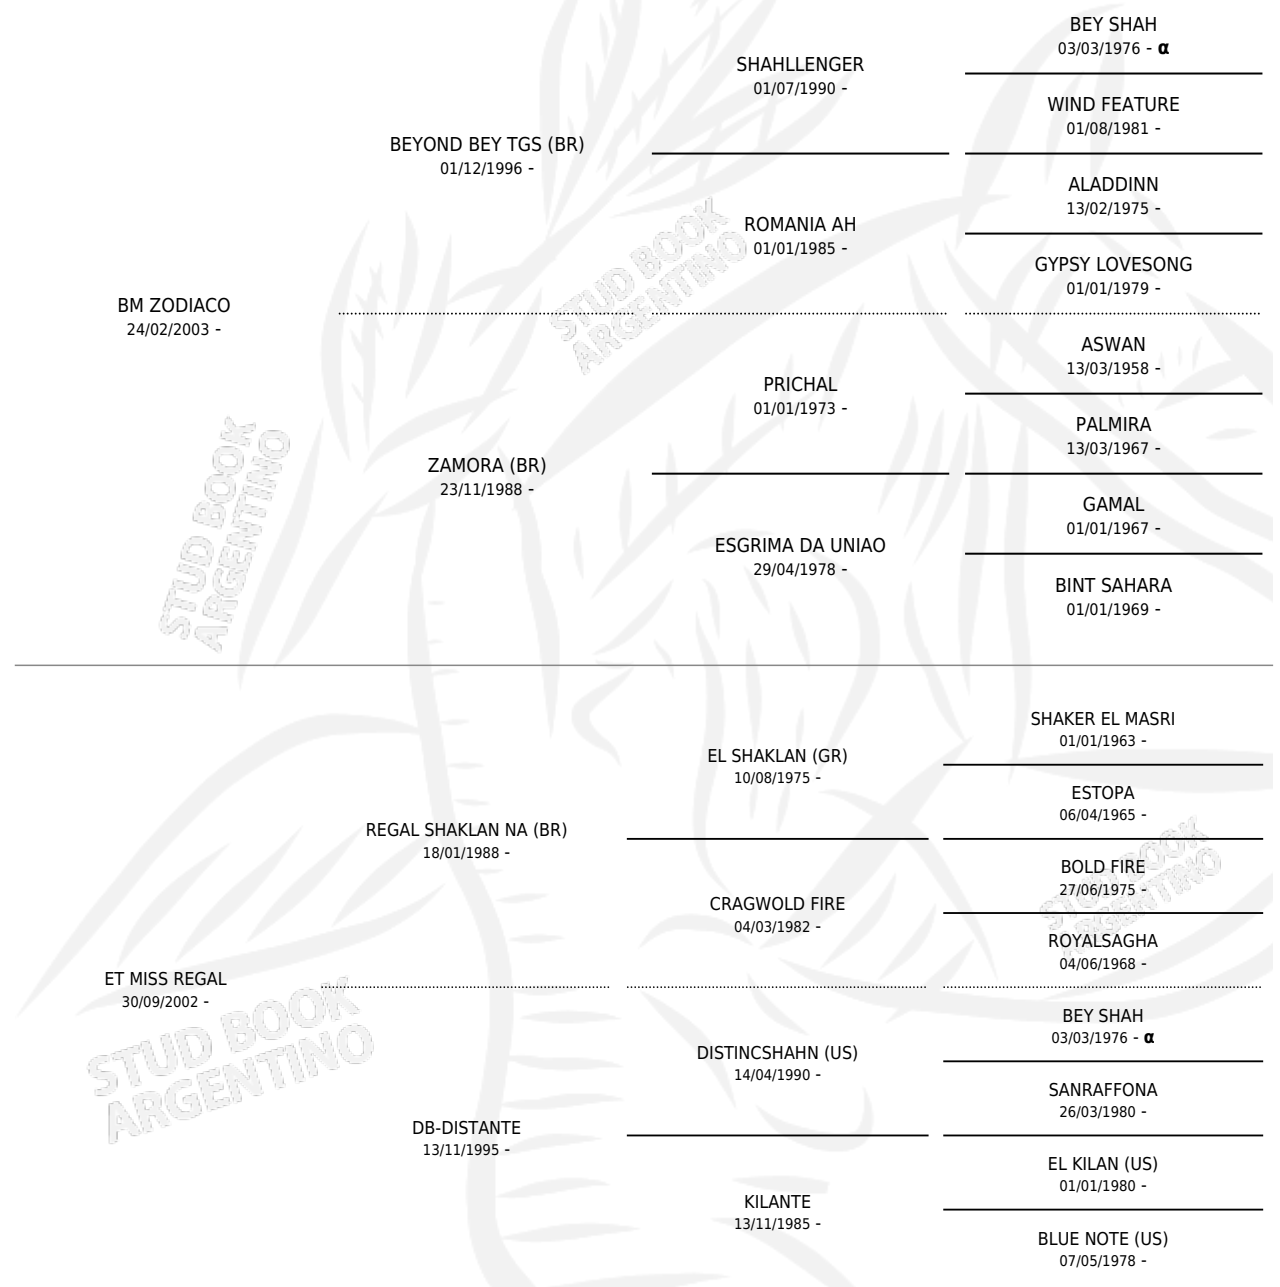 BEY SHAH
03/03/1976 - α
SHAHLLENGER
01/07/1990 -
WIND FEATURE
01/08/1981 -
BEYOND BEY TGS (BR)
01/12/1996 -
ALADDINN
13/02/1975 -
ROMANIA AH
01/01/1985 -
GYPSY LOVESONG
01/01/1979 -
BM ZODIACO
24/02/2003 -
STUD BOOK
ARGENTINO
ASWAN
13/03/1958 -
PRICHAL
01/01/1973 -
PALMIRA
13/03/1967 -
ZAMORA (BR)
23/11/1988 -
GAMAL
01/01/1967 -
ESGRIMA DA UNIAO
29/04/1978 -
BINT SAHARA
01/01/1969 -
STUD BOOK
ARGENTINO
SHAKER EL MASRI
01/01/1963 -
EL SHAKLAN (GR)
10/08/1975 -
ESTOPA
06/04/1965 -
REGAL SHAKLAN NA (BR)
18/01/1988 -
BOLD FIRE
27/06/1975 -
CRAGWOLD FIRE
04/03/1982 -
STUD BOOK
ARGENTINO
ROYALSAGHA
04/06/1968 -
ET MISS REGAL
30/09/2002 -
STUD BOOK
ARGENTINO
BEY SHAH
03/03/1976 - α
DISTINCSHAHN (US)
14/04/1990 -
SANRAFFONA
26/03/1980 -
DB-DISTANTE
13/11/1995 -
EL KILAN (US)
01/01/1980 -
KILANTE
13/11/1985 -
BLUE NOTE (US)
07/05/1978 -